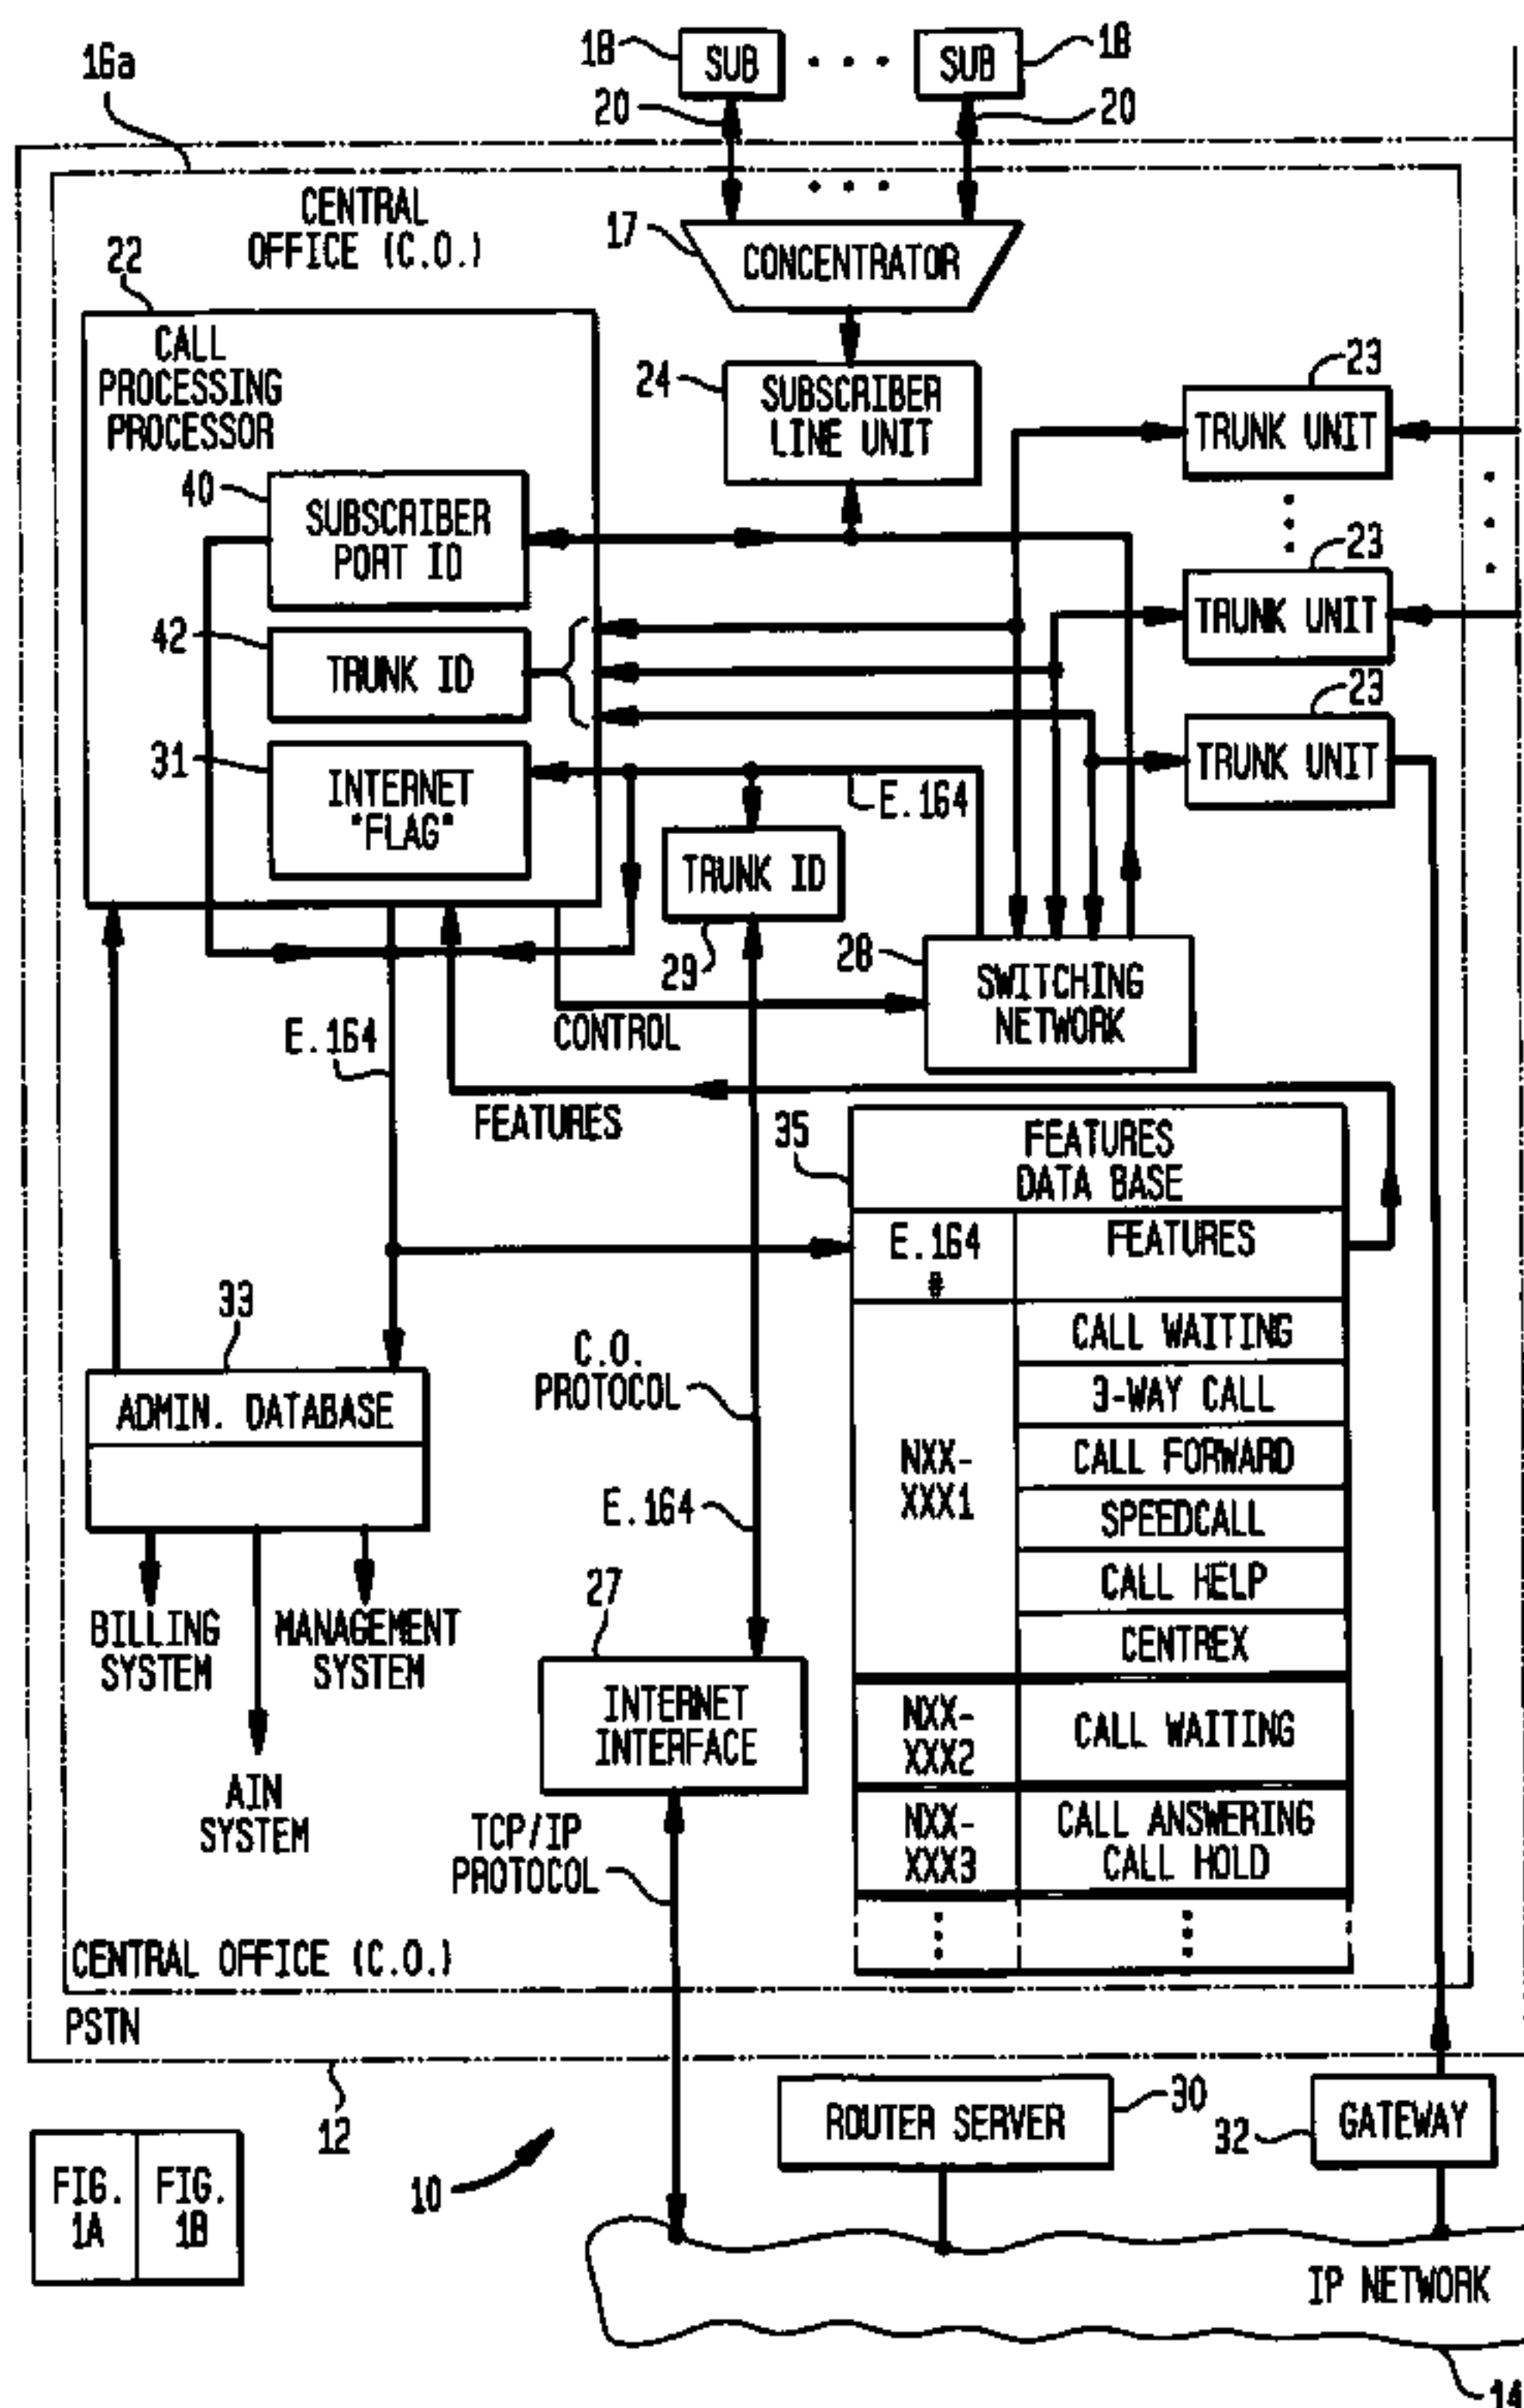 18
SUB
SUB
18
16a
20
20
CENTRAL
OFFICE (C.O.)
17
CONCENTRATOR
22
CALL
PROCESSING
PROCESSOR
24
SUBSCRIBER
LINE UNIT
23
TRUNK UNIT
40
SUBSCRIBER
PORT ID
23
TRUNK UNIT
42
TRUNK ID
23
TRUNK UNIT
31
INTERNET
"FLAG"
E.164
TRUNK ID
29
28
SWITCHING
NETWORK
E.164
CONTROL
FEATURES
35
FEATURES
DATA BASE
E.164
#
FEATURES
NXX-
XXX1
CALL WAITING
3-WAY CALL
CALL FORWARD
SPEEDCALL
CALL HELP
CENTREX
NXX-
XXX2
CALL WAITING
NXX-
XXX3
CALL ANSWERING
CALL HOLD
33
ADMIN. DATABASE
C.O.
PROTOCOL
E.164
BILLING
SYSTEM
MANAGEMENT
SYSTEM
AIN
SYSTEM
27
INTERNET
INTERFACE
TCP/IP
PROTOCOL
CENTRAL OFFICE (C.O.)
PSTN
12
10
ROUTER SERVER
30
32
GATEWAY
FIG.
1A
FIG.
1B
IP NETWORK
14